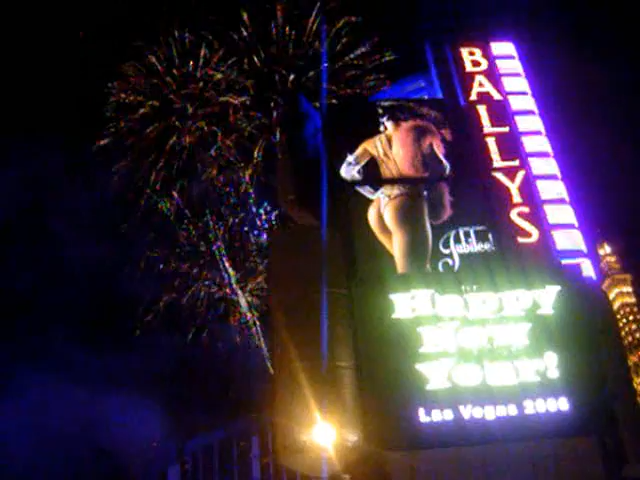 BALLYS
Jubilee!
Happy
New
Year!
Las Vegas 2006